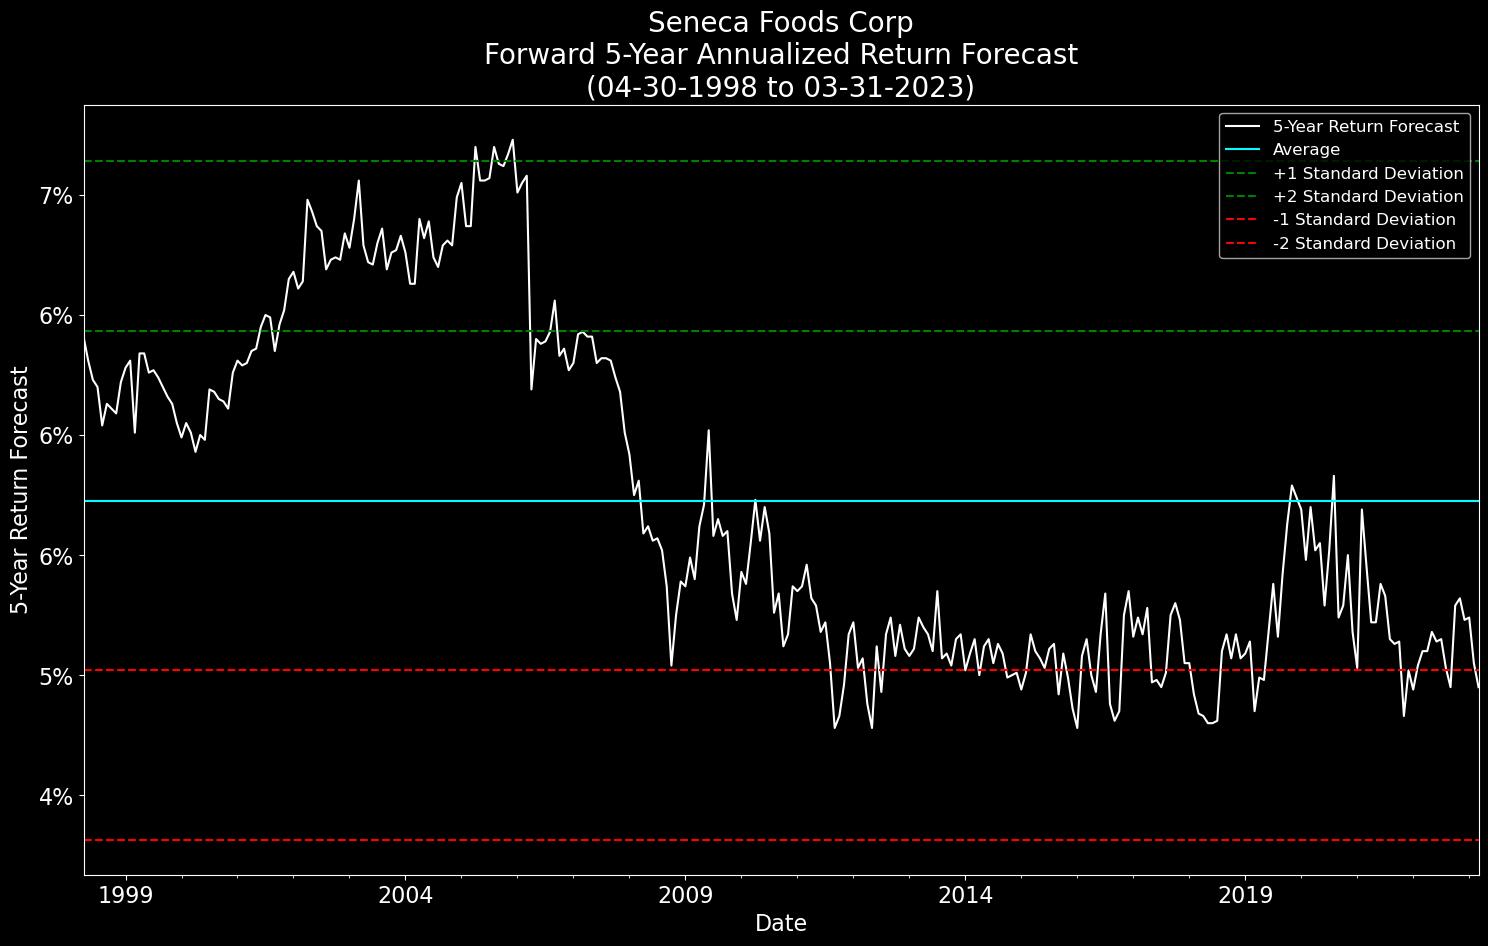 Seneca Foods Corp
Forward 5-Year Annualized Return Forecast
(04-30-1998 to 03-31-2023)
5-Year Return Forecast
Average
+1 Standard Deviation
+2 Standard Deviation
-1 Standard Deviation
-2 Standard Deviation
7%
6%
6%
6%
5%
4%
5-Year Return Forecast
1999
2004
2009
2014
2019
Date